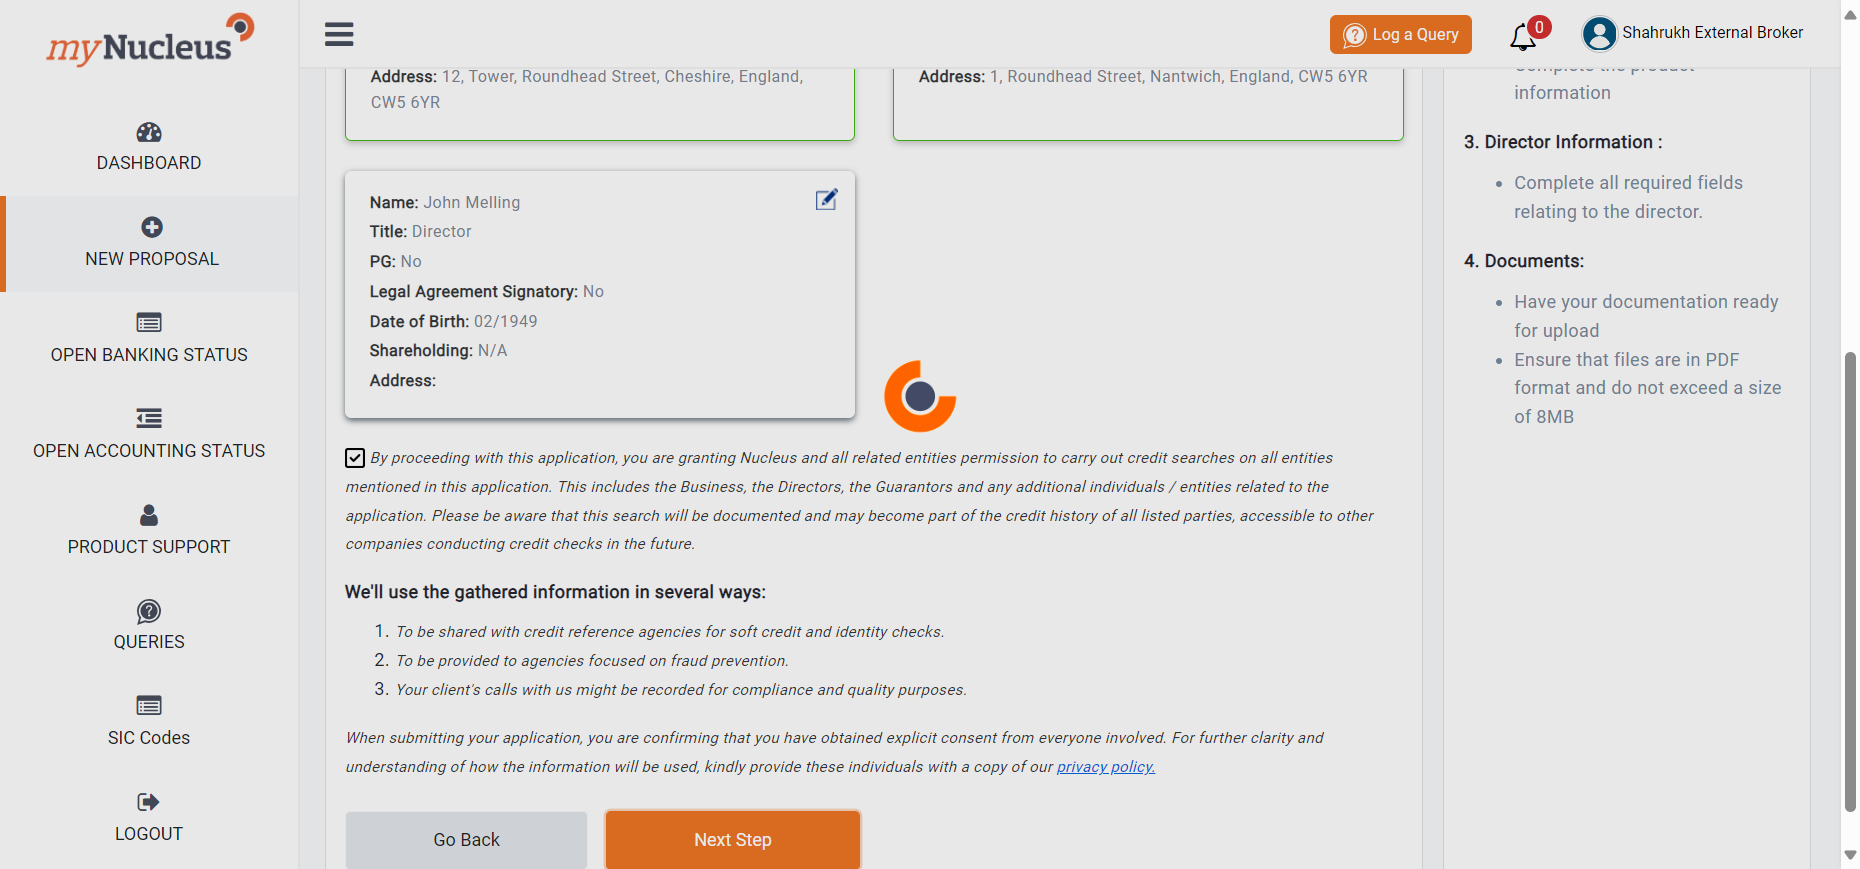 myNucleus
Log a Query
0
Shahrukh External Broker
DASHBOARD
NEW PROPOSAL
OPEN BANKING STATUS
OPEN ACCOUNTING STATUS
PRODUCT SUPPORT
QUERIES
SIC Codes
LOGOUT
Address: 12, Tower, Roundhead Street, Cheshire, England,
CW5 6YR
Address: 1, Roundhead Street, Nantwich, England, CW5 6YR
Name: John Melling
Title: Director
PG: No
Legal Agreement Signatory: No
Date of Birth: 02/1949
Shareholding: N/A
Address:
By proceeding with this application, you are granting Nucleus and all related entities permission to carry out credit searches on all entities
mentioned in this application. This includes the Business, the Directors, the Guarantors and any additional individuals / entities related to the
application. Please be aware that this search will be documented and may become part of the credit history of all listed parties, accessible to other
companies conducting credit checks in the future.
We'll use the gathered information in several ways:
1. To be shared with credit reference agencies for soft credit and identity checks.
2. To be provided to agencies focused on fraud prevention.
3. Your client's calls with us might be recorded for compliance and quality purposes.
When submitting your application, you are confirming that you have obtained explicit consent from everyone involved. For further clarity and
understanding of how the information will be used, kindly provide these individuals with a copy of our privacy policy.
Go Back
Next Step
Complete the product
information
3. Director Information :
• Complete all required fields
relating to the director.
4. Documents:
• Have your documentation ready
for upload
• Ensure that files are in PDF
format and do not exceed a size
of 8MB